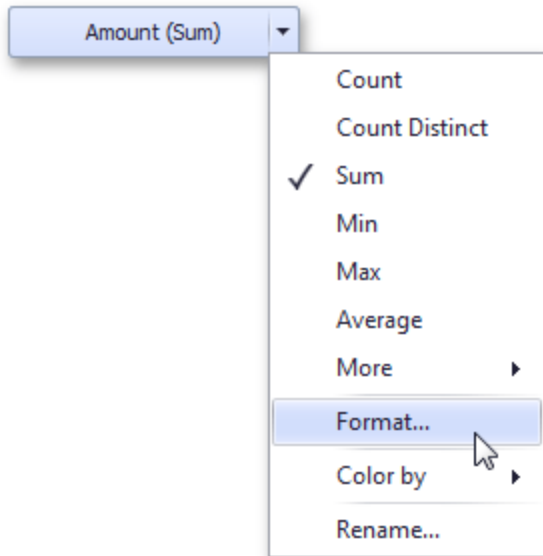 Amount (Sum)
Count
Count Distinct
Sum
Min
Max
Average
More
Format...
Color by
Rename...